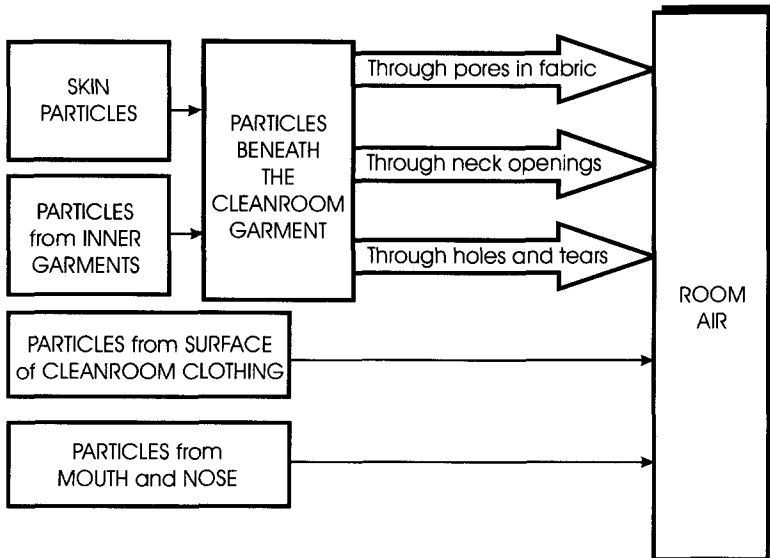 SKIN
PARTICLES
PARTICLES
from INNER
GARMENTS
PARTICLES
BENEATH
THE
CLEANROOM
GARMENT
Through pores in fabric
Through neck openings
Through holes and tears
PARTICLES from SURFACE
of CLEANROOM CLOTHING
PARTICLES from
MOUTH and NOSE
ROOM
AIR